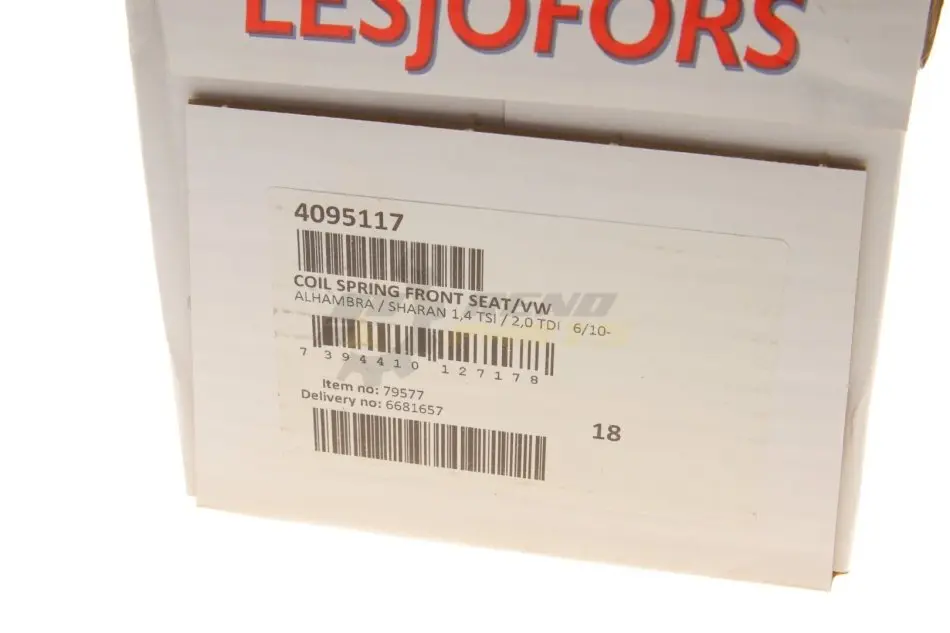 LESJÖFORS
4095117
COIL SPRING FRONT SEAT/VW
ALHAMBRA / SHARAN 1,4 TSI / 2,0 TDI 6/10-
7 394410 127178
Item no: 79577
Delivery no: 6681657
18